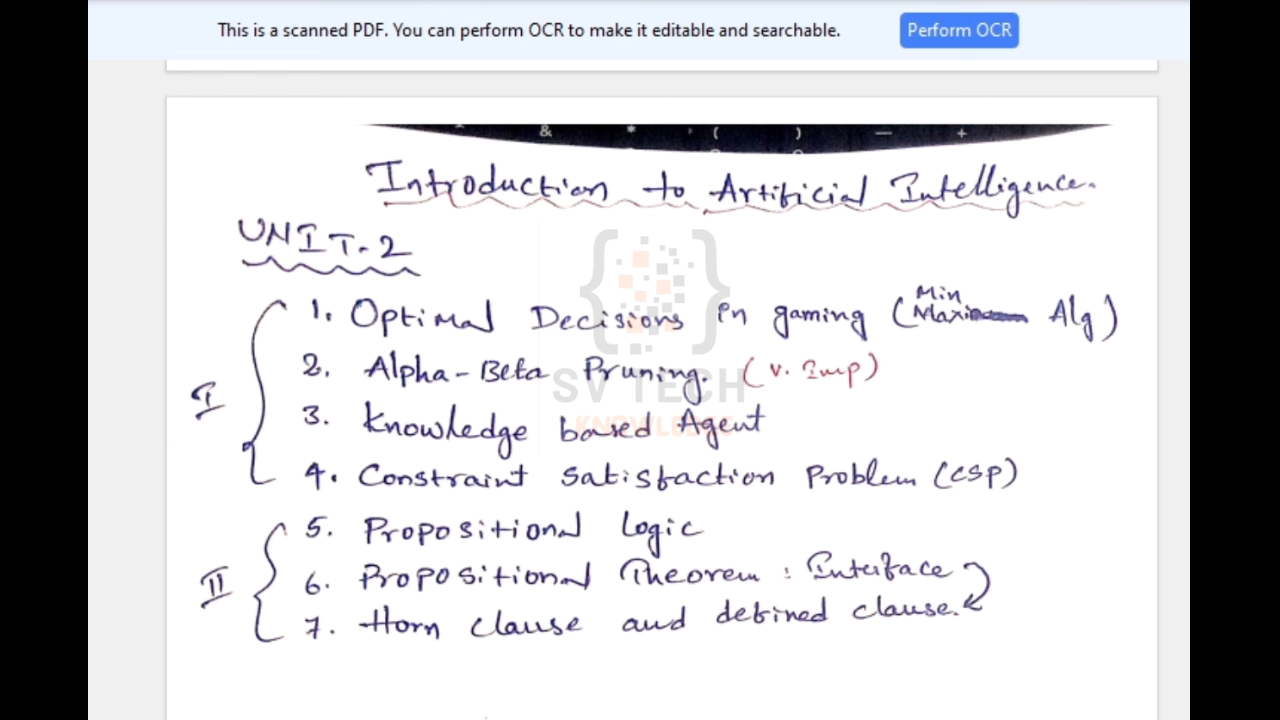 This is a scanned PDF. You can perform OCR to make it editable and searchable.
Perform OCR
& * ( ) — +
Introduction to Artificial Intelligence.
UNIT-2
I
1. Optimal Decisions in gaming (Min Max Alg)
2. Alpha-Beta Pruning. (V. Imp)
SV TECH
KNOWLEDGE
3. Knowledge based Agent
4. Constraint Satisfaction Problem (CSP)
II
5. Propositional Logic
6. Propositional Theorem : Interface
7. Horn clause and defined clause.